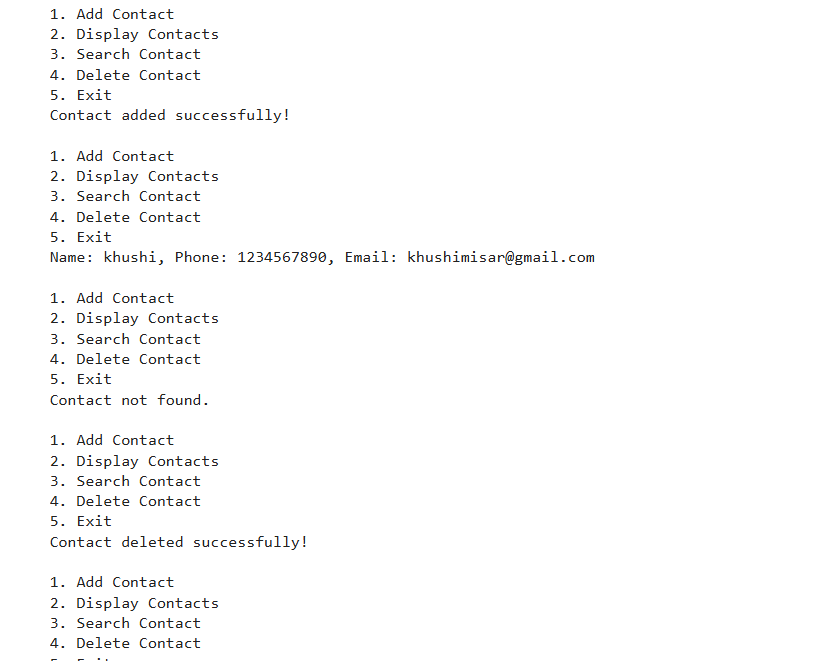 1. Add Contact
2. Display Contacts
3. Search Contact
4. Delete Contact
5. Exit
Contact added successfully!
1. Add Contact
2. Display Contacts
3. Search Contact
4. Delete Contact
5. Exit
Name: khushi, Phone: 1234567890, Email: khushimisar@gmail.com
1. Add Contact
2. Display Contacts
3. Search Contact
4. Delete Contact
5. Exit
Contact not found.
1. Add Contact
2. Display Contacts
3. Search Contact
4. Delete Contact
5. Exit
Contact deleted successfully!
1. Add Contact
2. Display Contacts
3. Search Contact
4. Delete Contact